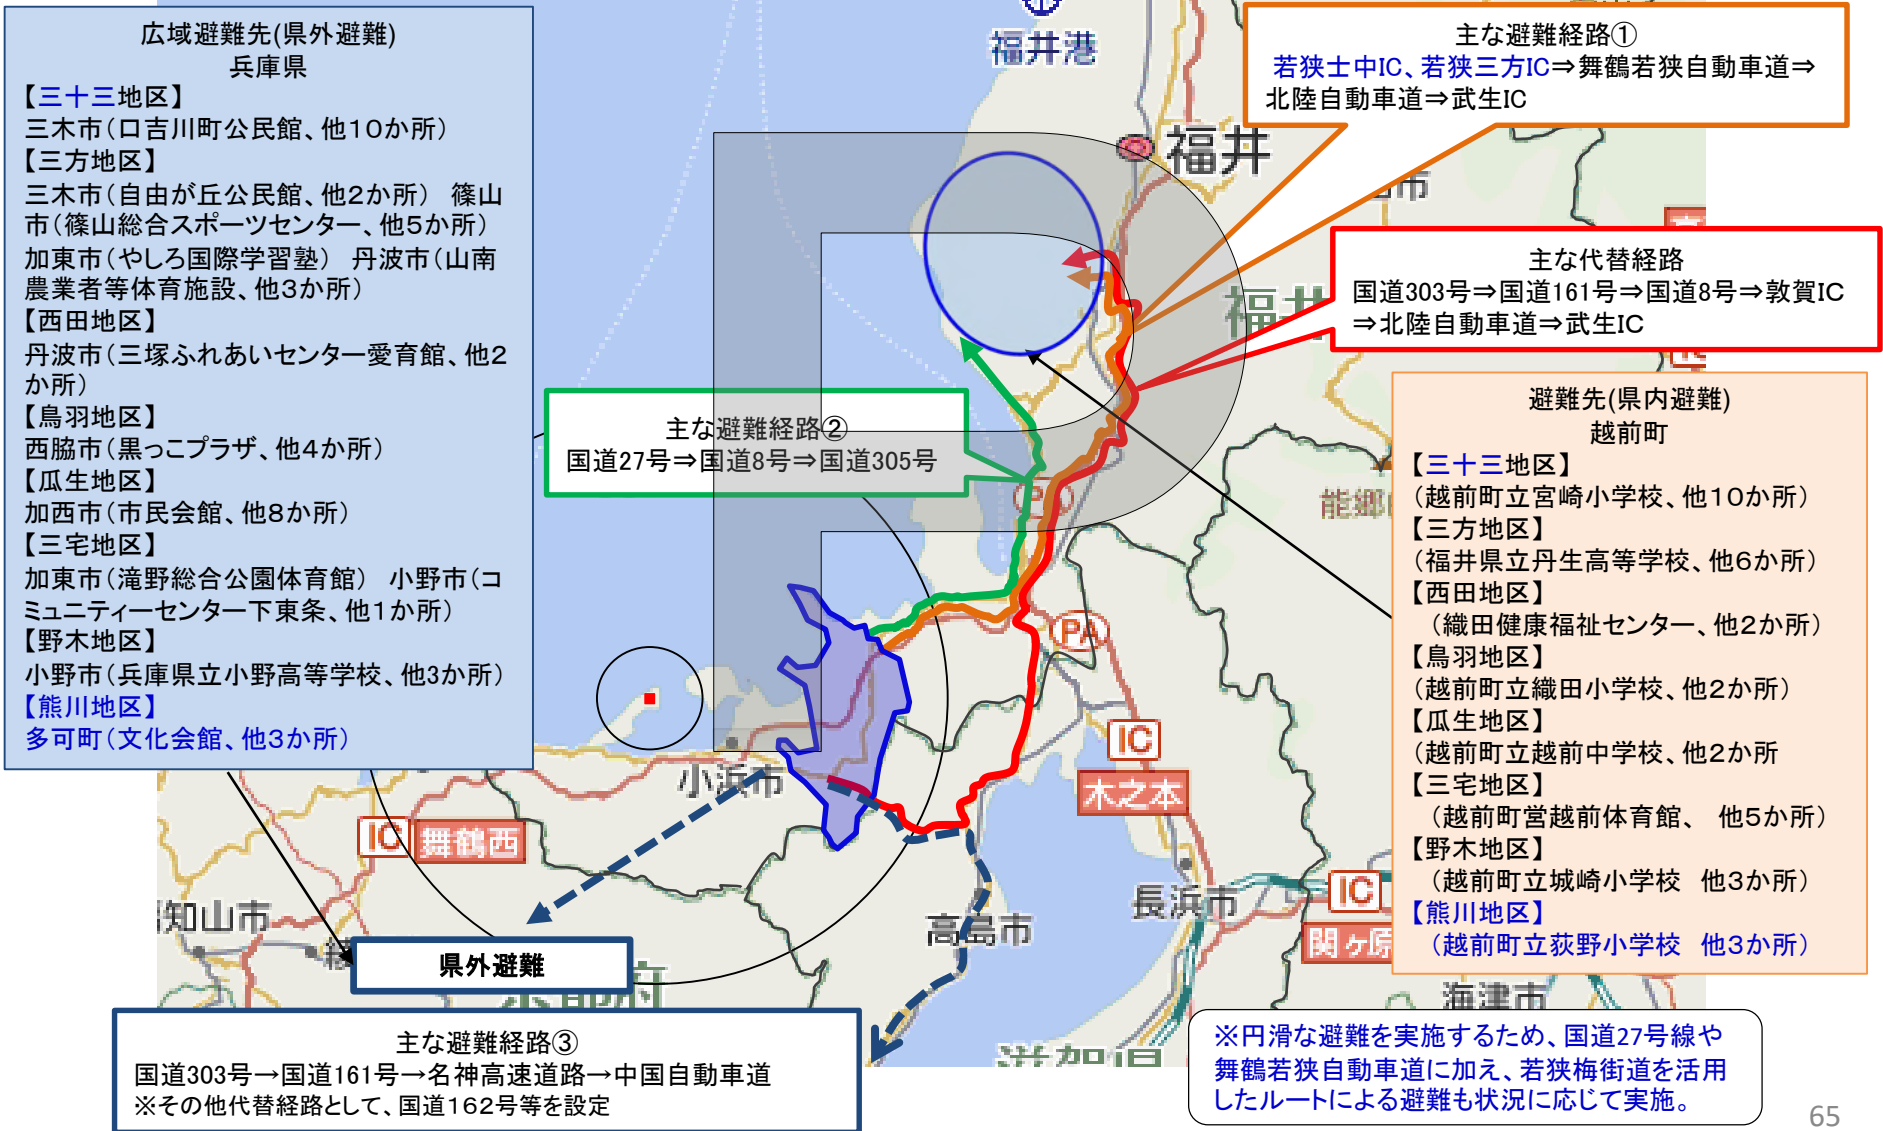 広域避難先(県外避難)
兵庫県
【三十三地区】
三木市(口吉川町公民館、他10か所)
【三方地区】
三木市(自由が丘公民館、他2か所) 篠山
市(篠山総合スポーツセンター、他5か所)
加東市(やしろ国際学習塾) 丹波市(山南
農業者等体育施設、他3か所)
【西田地区】
丹波市(三塚ふれあいセンター愛育館、他2
か所)
【鳥羽地区】
西脇市(黒っこプラザ、他4か所)
【瓜生地区】
加西市(市民会館、他8か所)
【三宅地区】
加東市(滝野総合公園体育館) 小野市(コ
ミュニティーセンター下東条、他1か所)
【野木地区】
小野市(兵庫県立小野高等学校、他3か所)
【熊川地区】
多可町(文化会館、他3か所)
福井港
主な避難経路①
若狭士中IC、若狭三方IC⇒舞鶴若狭自動車道⇒
北陸自動車道⇒武生IC
福井
市
主な代替経路
国道303号⇒国道161号⇒国道8号⇒敦賀IC
⇒北陸自動車道⇒武生IC
福井
主な避難経路②
国道27号⇒国道8号⇒国道305号
能郷
避難先(県内避難)
越前町
【三十三地区】
(越前町立宮崎小学校、他10か所)
【三方地区】
(福井県立丹生高等学校、他6か所)
【西田地区】
(織田健康福祉センター、他2か所)
【鳥羽地区】
(越前町立織田小学校、他2か所)
【瓜生地区】
(越前町立越前中学校、他2か所
【三宅地区】
(越前町営越前体育館、 他5か所)
【野木地区】
(越前町立城崎小学校 他3か所)
【熊川地区】
(越前町立荻野小学校 他3か所)
PA
IC
木之本
小浜市
IC 舞鶴西
長浜市
IC
関ヶ原
知山市
高島市
県外避難
京都府
海津市
滋賀県
主な避難経路③
国道303号→国道161号→名神高速道路→中国自動車道
※その他代替経路として、国道162号等を設定
※円滑な避難を実施するため、国道27号線や
舞鶴若狭自動車道に加え、若狭梅街道を活用
したルートによる避難も状況に応じて実施。
65